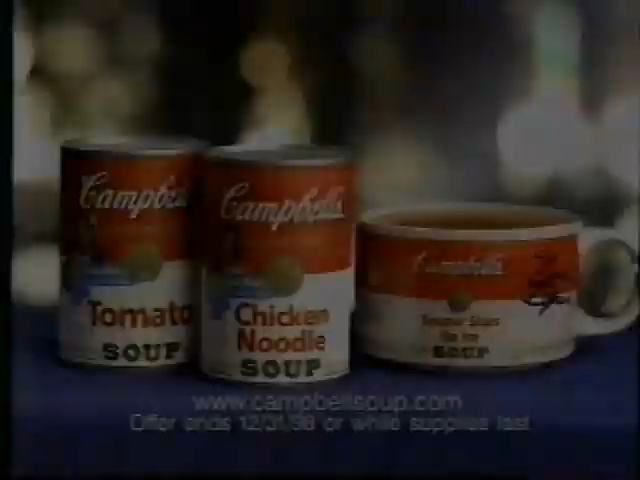 Campbell's
Tomato
SOUP
Campbell's
Chicken
Noodle
SOUP
Campbell's
SOUP
www.campbellsoup.com
Offer ends 12/31/98 or while supplies last